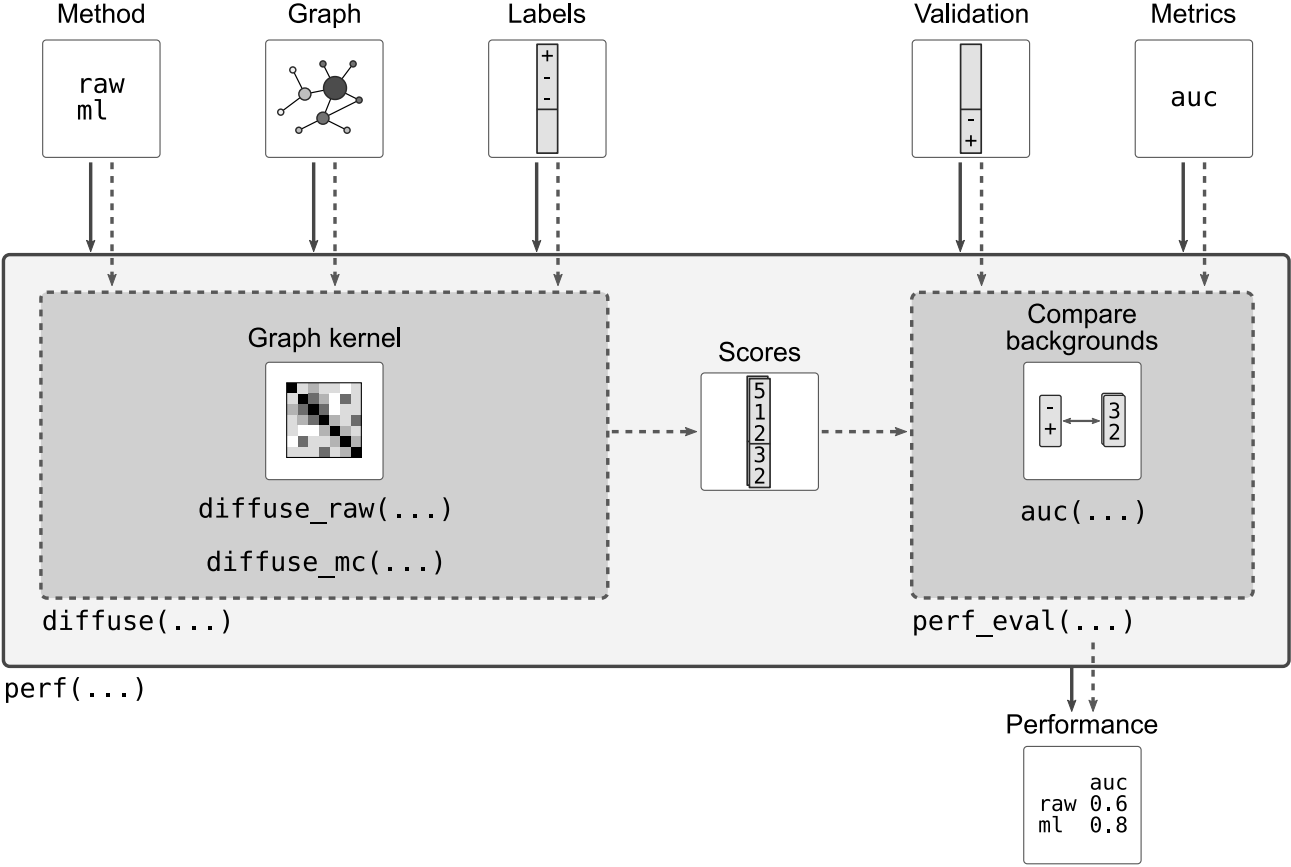 Method
Graph
Labels
Validation
Metrics
raw
ml
+
-
-
-
+
auc
Graph kernel
diffuse_raw(...)
diffuse_mc(...)
diffuse(...)
Scores
5
1
2
3
2
Compare
backgrounds
-
+
3
2
auc(...)
perf_eval(...)
perf(...)
Performance
auc
raw 0.6
ml 0.8